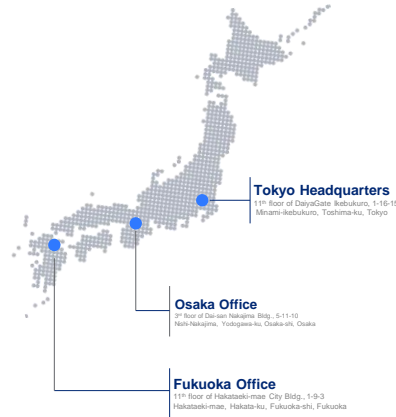 Tokyo Headquarters
11th floor of DaiyaGate Ikebukuro, 1-16-15
Minami-ikebukuro, Toshima-ku, Tokyo
Osaka Office
3rd floor of Dai-san Nakajima Bldg., 5-11-10
Nishi-Nakajima, Yodogawa-ku, Osaka-shi, Osaka
Fukuoka Office
11th floor of Hakataeki-mae City Bldg., 1-9-3
Hakataeki-mae, Hakata-ku, Fukuoka-shi, Fukuoka